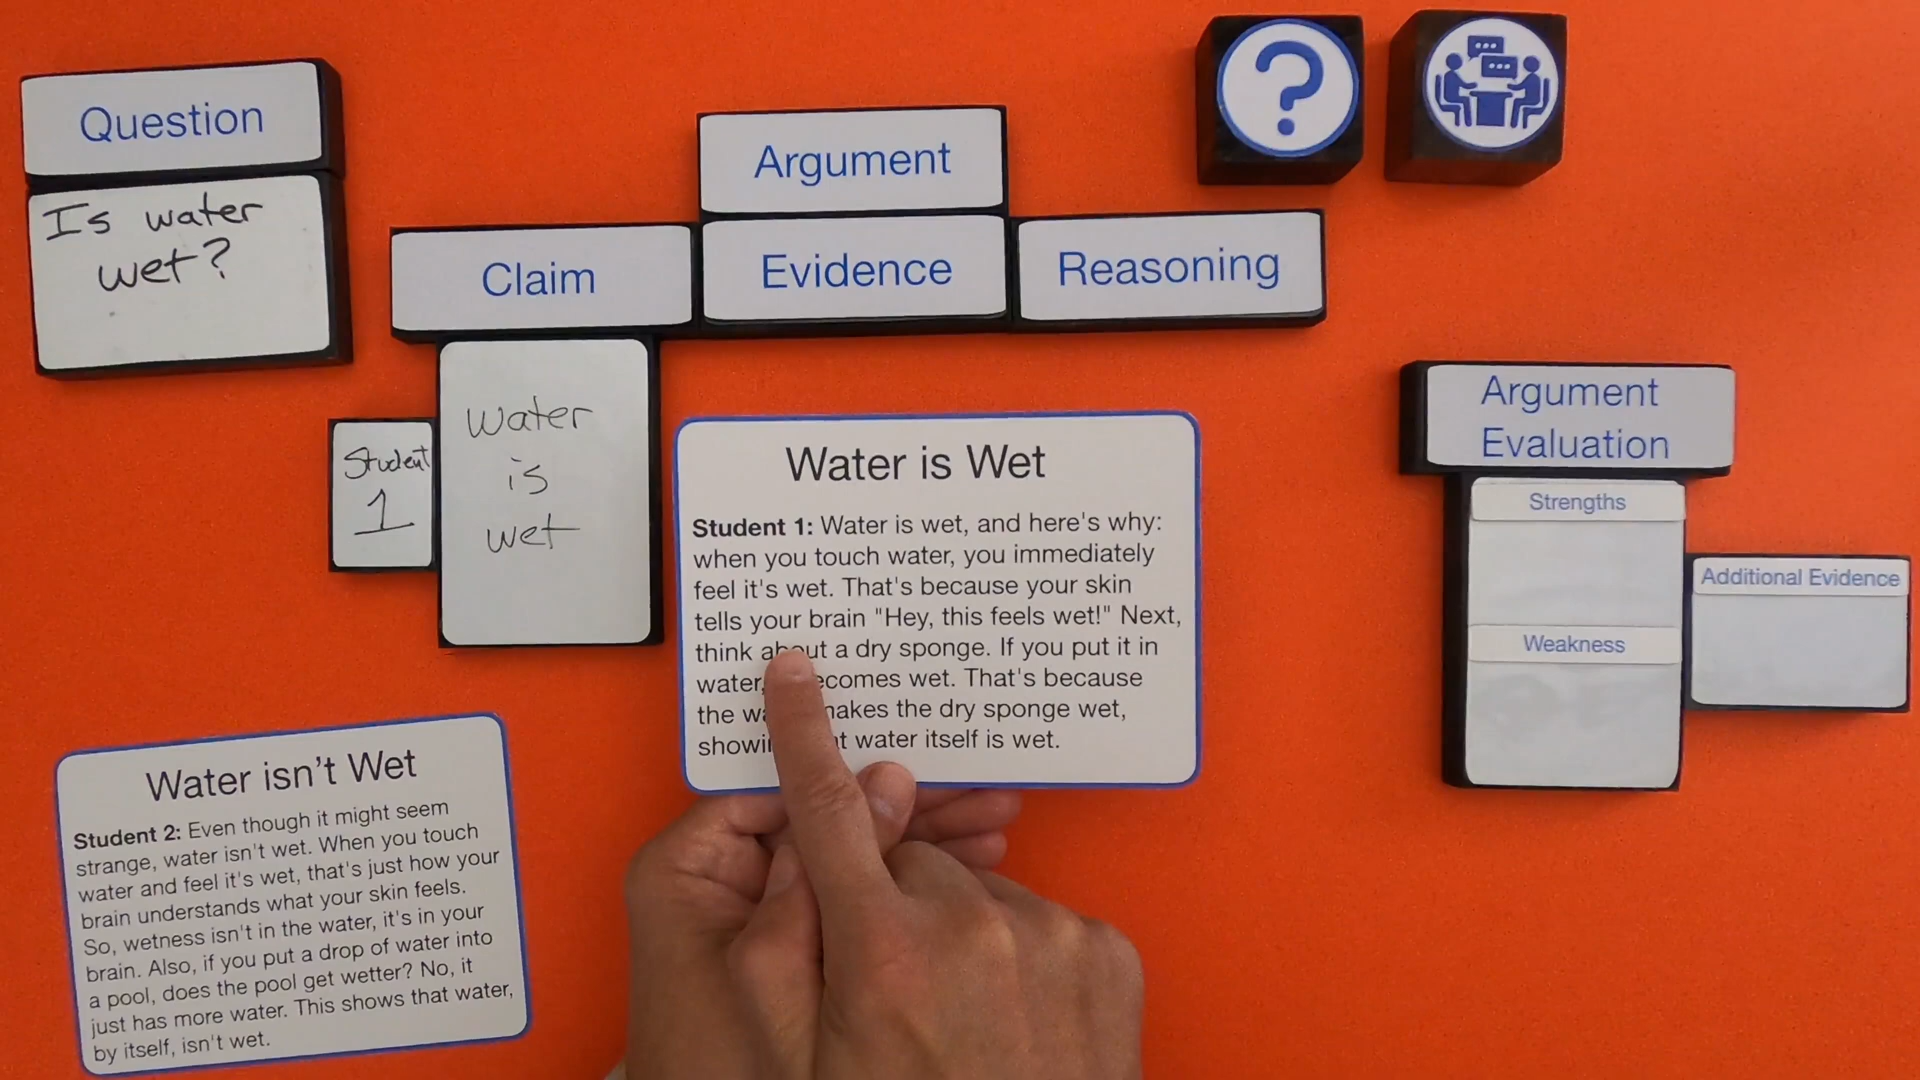 Question
Is water
wet?
Argument
Claim
Evidence
Reasoning
Student
1
Water
is
wet
Water is Wet
Student 1: Water is wet, and here's why:
when you touch water, you immediately
feel it's wet. That's because your skin
tells your brain "Hey, this feels wet!" Next,
think about a dry sponge. If you put it in
water, becomes wet. That's because
the makes the dry sponge wet,
water itself is wet.
Argument
Evaluation
Strengths
Weakness
Additional Evidence
Water isn't Wet
Student 2: Even though it might seem
strange, water isn't wet. When you touch
water and feel it's wet, that's just how your
brain understands what your skin feels.
So, wetness isn't in the water, it's in your
brain. Also, if you put a drop of water into
a pool, does the pool get wetter? No, it
just has more water. This shows that water,
by itself, isn't wet.